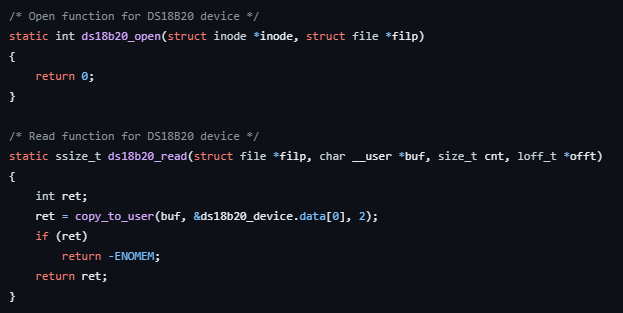 /* Open function for DS18B20 device */
static int ds18b20_open(struct inode *inode, struct file *filp)
{
    return 0;
}

/* Read function for DS18B20 device */
static ssize_t ds18b20_read(struct file *filp, char __user *buf, size_t cnt, loff_t *offt)
{
    int ret;
    ret = copy_to_user(buf, &ds18b20_device.data[0], 2);
    if (ret)
        return -ENOMEM;
    return ret;
}